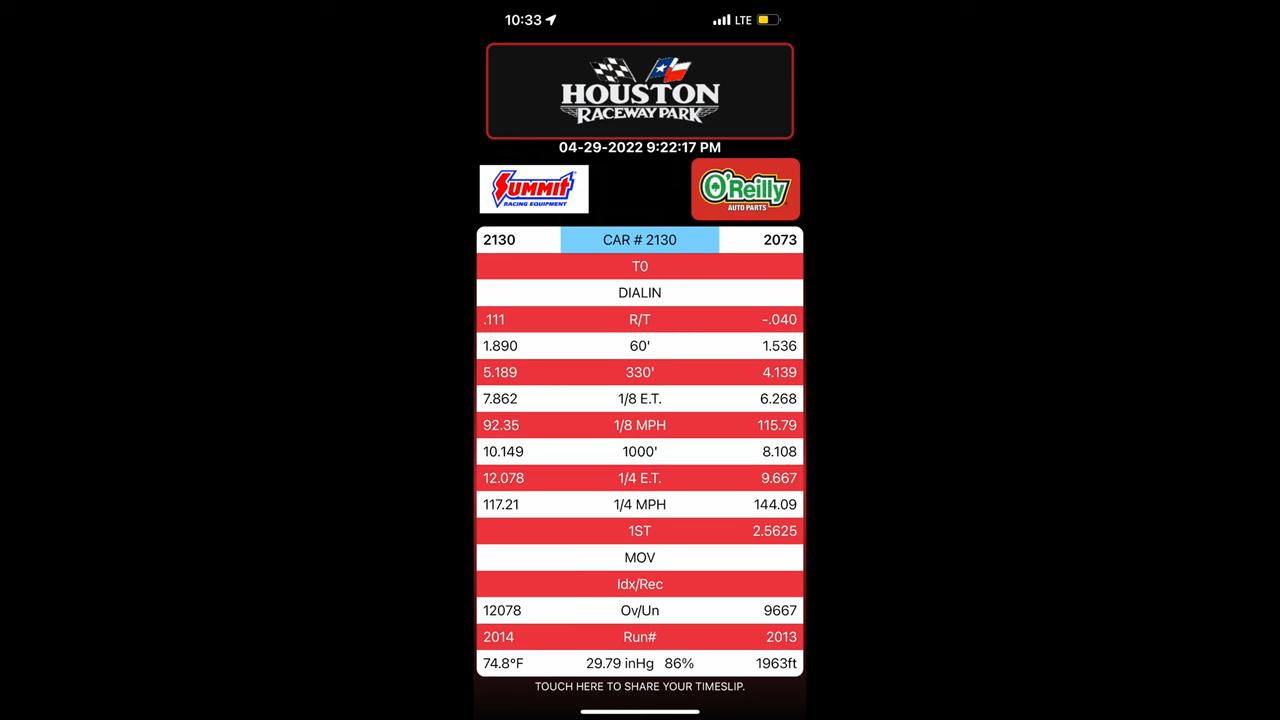 10:33 LTE
HOUSTON
RACEWAY PARK
04-29-2022 9:22:17 PM
SUMMIT
RACING EQUIPMENT
O'Reilly
AUTO PARTS
2130 CAR # 2130 2073
T0
DIALIN
.111 R/T -.040
1.890 60' 1.536
5.189 330' 4.139
7.862 1/8 E.T. 6.268
92.35 1/8 MPH 115.79
10.149 1000' 8.108
12.078 1/4 E.T. 9.667
117.21 1/4 MPH 144.09
1ST 2.5625
MOV
Idx/Rec
12078 Ov/Un 9667
2014 Run# 2013
74.8°F 29.79 inHg 86% 1963ft
TOUCH HERE TO SHARE YOUR TIMESLIP.